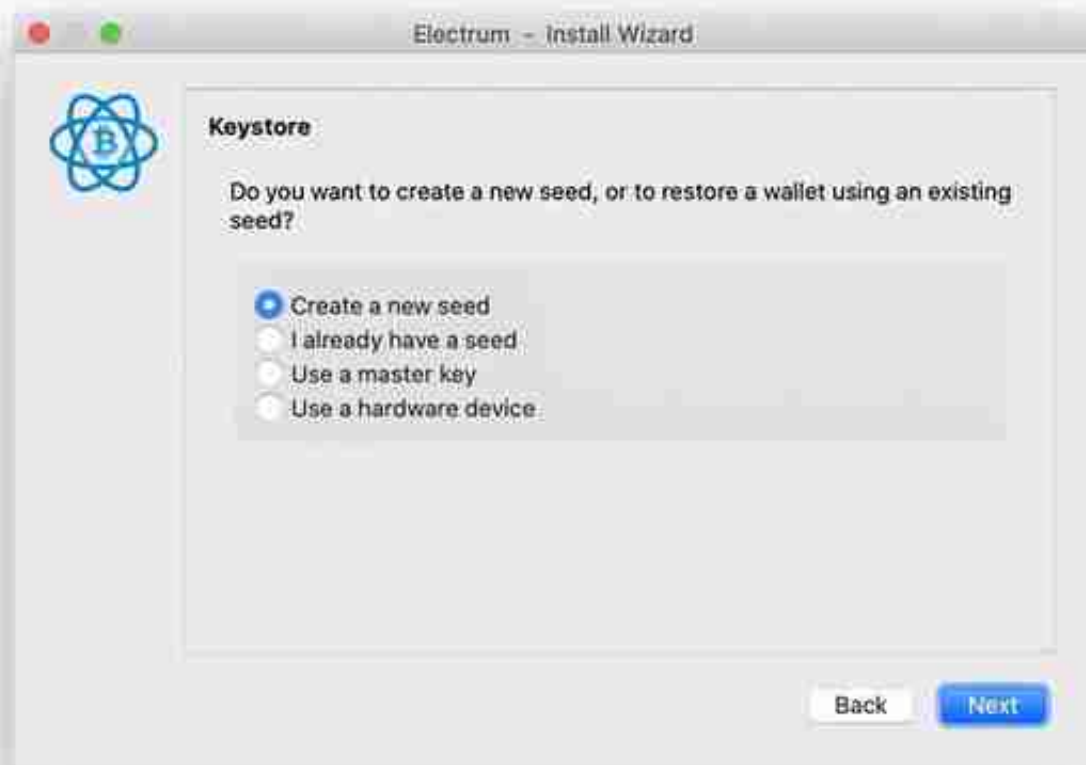 Electrum - Install Wizard
Keystore
Do you want to create a new seed, or to restore a wallet using an existing
seed?
Create a new seed
I already have a seed
Use a master key
Use a hardware device
Back
Next